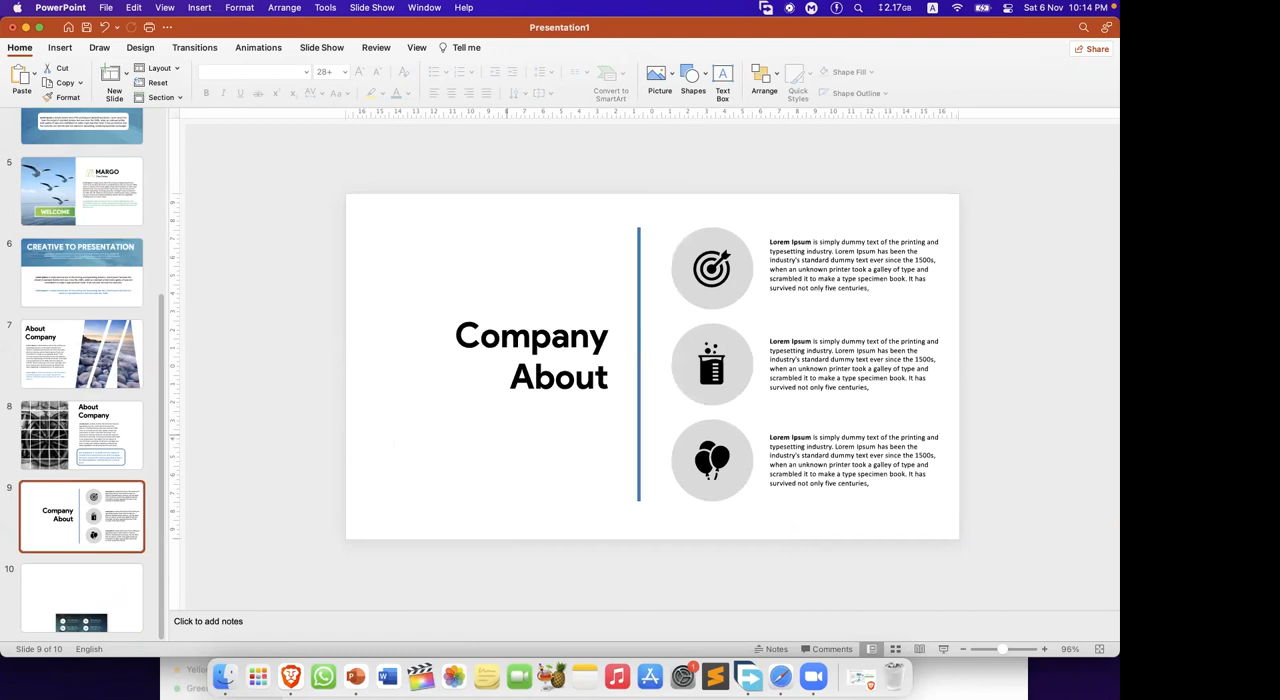 PowerPoint File Edit View Insert Format Arrange Tools Slide Show Window Help 2.17GB A Sat 6 Nov 10:14 PM
Presentation1
Home Insert Draw Design Transitions Animations Slide Show Review View Tell me Share
Paste Cut Copy Format
New Slide Layout Reset Section
28+
Convert to SmartArt
Picture Shapes Text Box Arrange Quick Styles Shape Fill Shape Outline
5
MARGO
WELCOME
6
CREATIVE TO PRESENTATION
7
About
Company
8
About
Company
9
Company
About
10
Company
About
Lorem Ipsum is simply dummy text of the printing and
typesetting industry. Lorem Ipsum has been the
industry's standard dummy text ever since the 1500s,
when an unknown printer took a galley of type and
scrambled it to make a type specimen book. It has
survived not only five centuries,
Lorem Ipsum is simply dummy text of the printing and
typesetting industry. Lorem Ipsum has been the
industry's standard dummy text ever since the 1500s,
when an unknown printer took a galley of type and
scrambled it to make a type specimen book. It has
survived not only five centuries,
Lorem Ipsum is simply dummy text of the printing and
typesetting industry. Lorem Ipsum has been the
industry's standard dummy text ever since the 1500s,
when an unknown printer took a galley of type and
scrambled it to make a type specimen book. It has
survived not only five centuries,
Click to add notes
Slide 9 of 10 English Notes Comments 96%